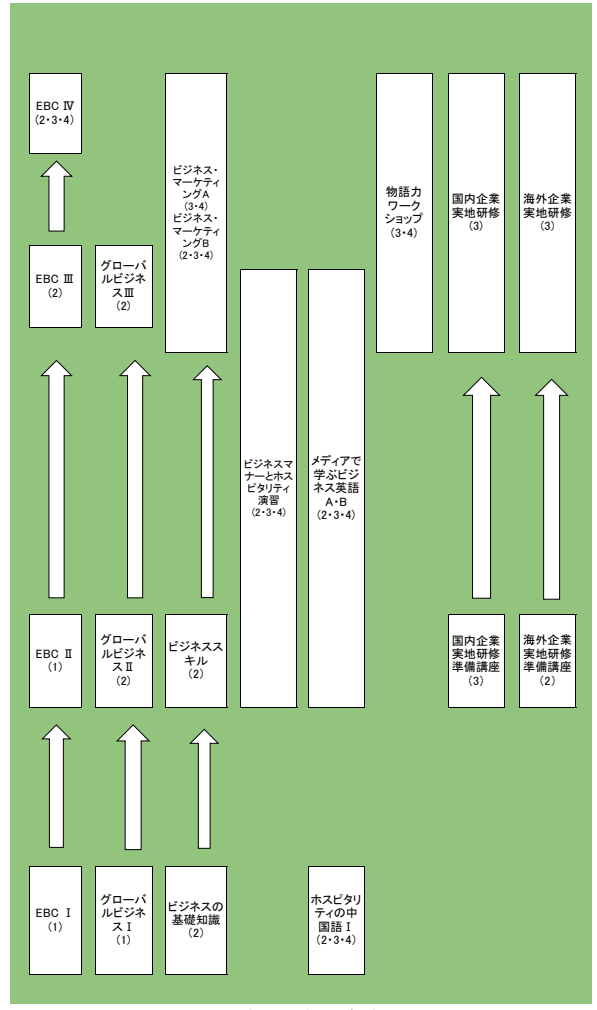 EBC Ⅳ
(2・3・4)
ビジネス・
マーケティ
ングA
(3・4)
ビジネス・
マーケティ
ングB
(2・3・4)
物語力
ワーク
ショップ
(3・4)
国内企業
実地研修
(3)
海外企業
実地研修
(3)
EBC Ⅲ
(2)
グローバ
ルビジネ
スⅢ
(2)
ビジネスマ
ナーとホス
ピタリティ
演習
(2・3・4)
メディアで
学ぶビジ
ネス英語
A・B
(2・3・4)
EBC Ⅱ
(1)
グローバ
ルビジネ
スⅡ
(2)
ビジネスス
キル
(2)
国内企業
実地研修
準備講座
(3)
海外企業
実地研修
準備講座
(2)
EBC Ⅰ
(1)
グローバ
ルビジネ
スⅠ
(1)
ビジネスの
基礎知識
(2)
ホスピタリ
ティの中
国語Ⅰ
(2・3・4)